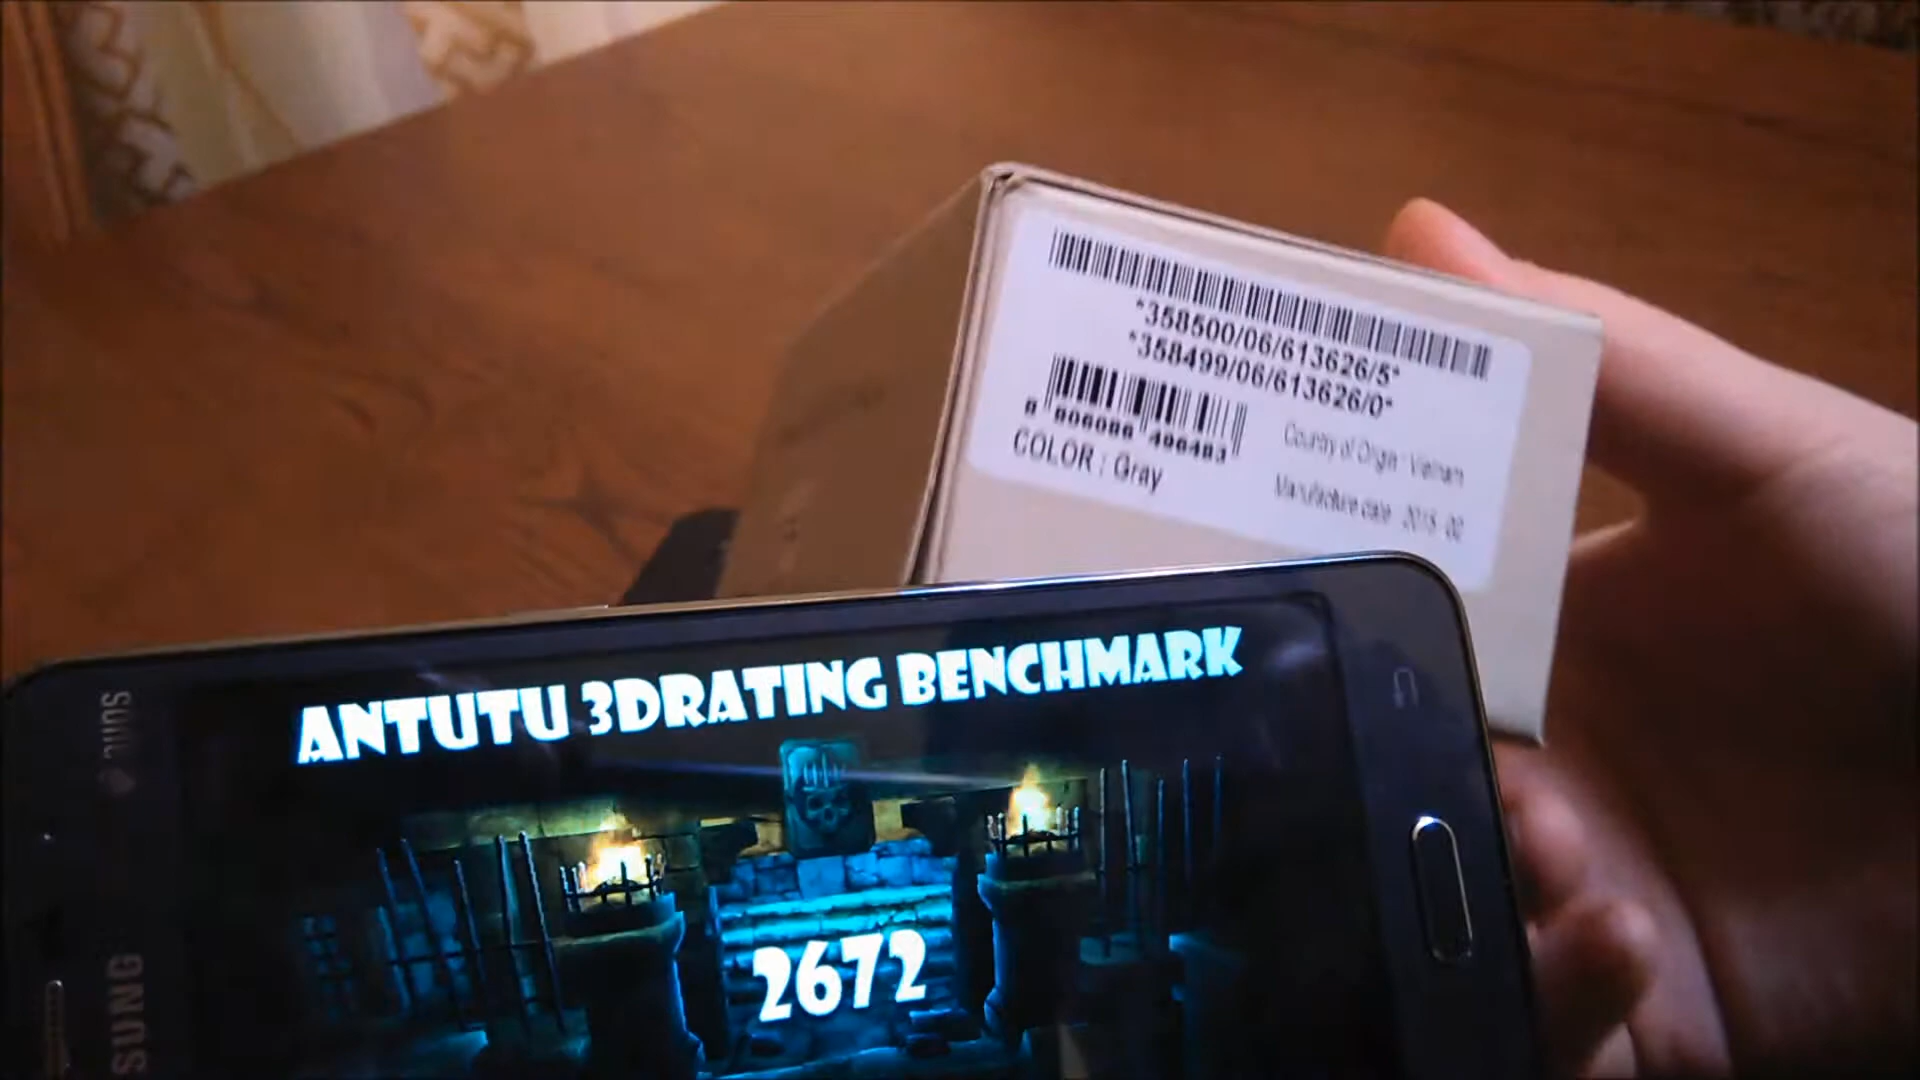 *358500/06/613626/5*
*358499/06/613626/0*
COLOR : Gray
Country of Origin : Vietnam
Manufacture date : 2015. 02
ANTUTU 3DRATING BENCHMARK
2672
SAMSUNG